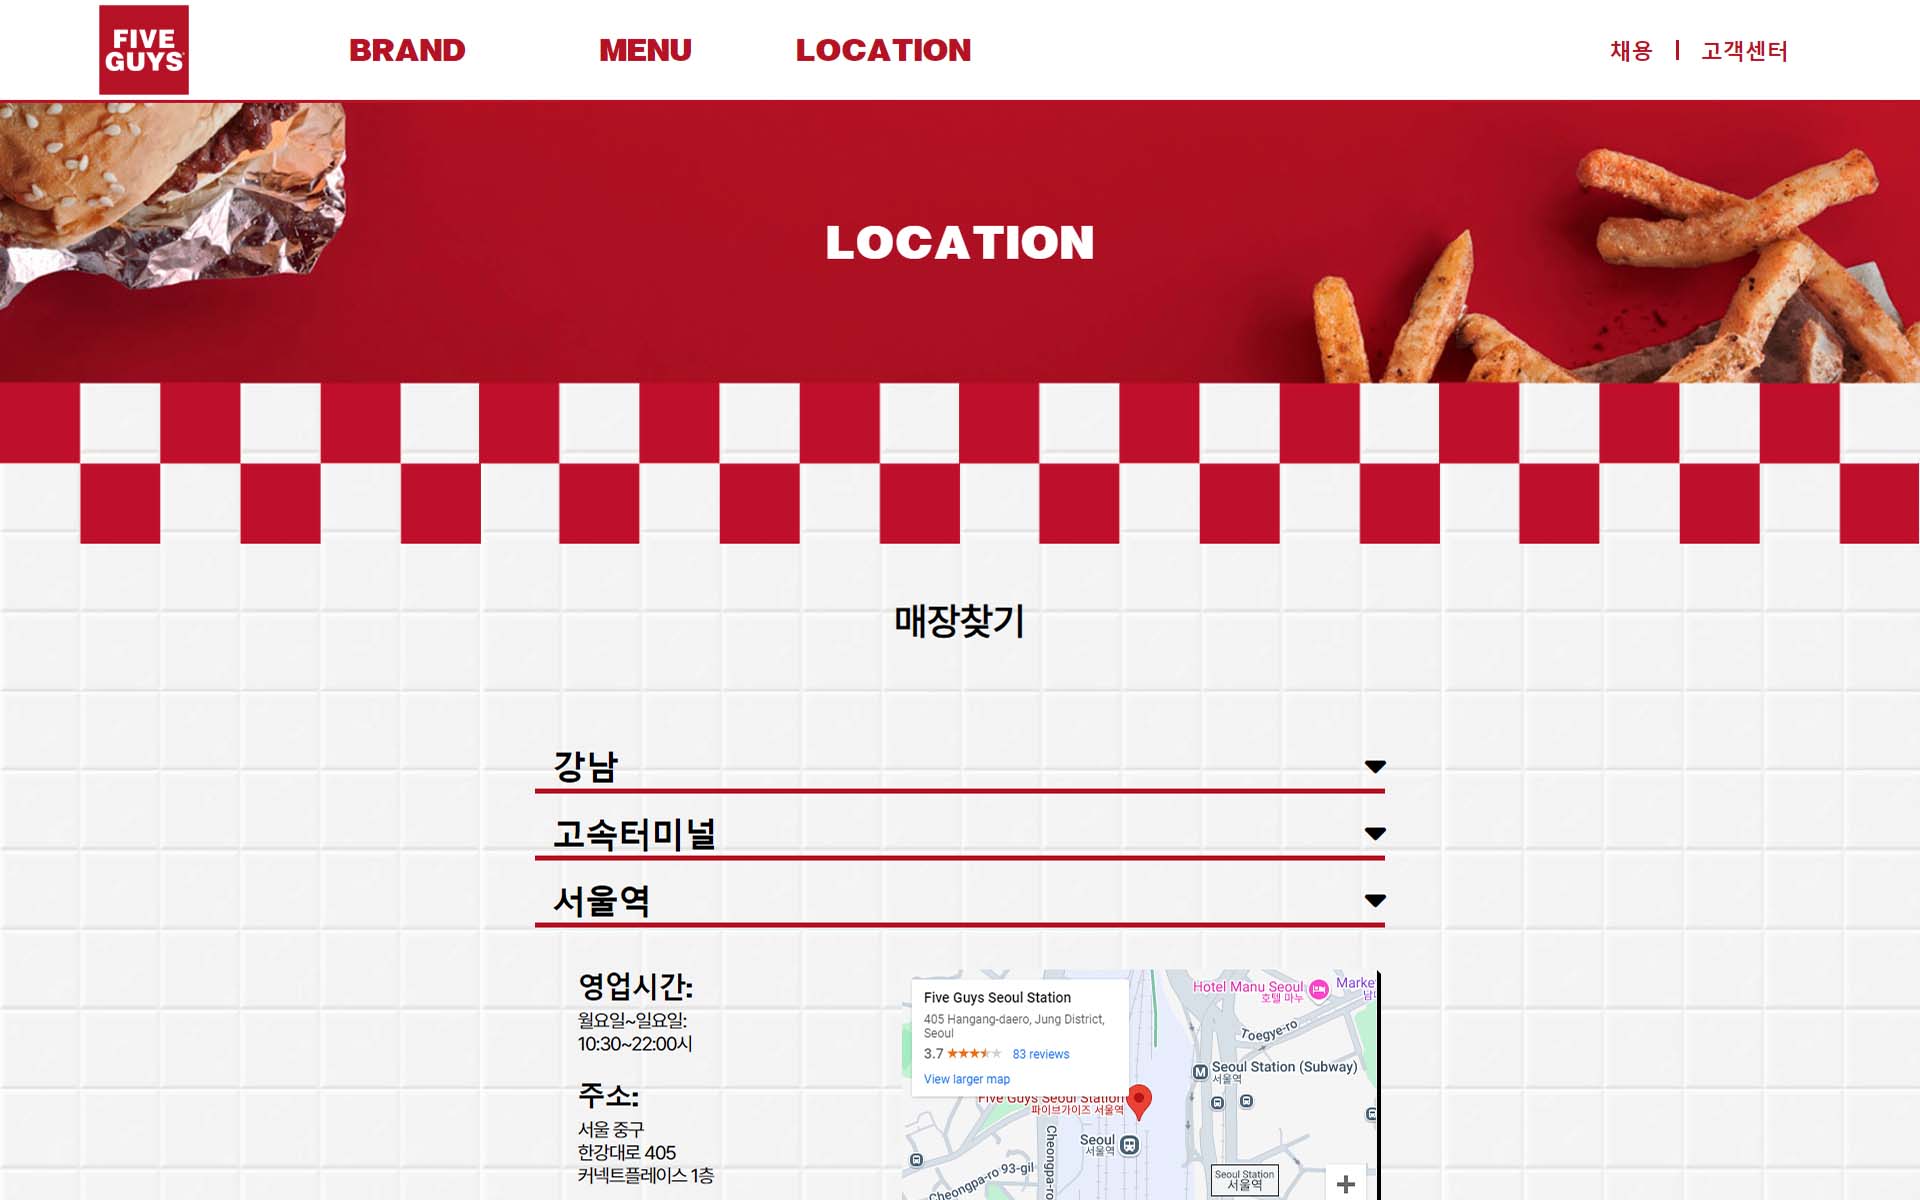 FIVE
GUYS
BRAND
MENU
LOCATION
채용
고객센터
LOCATION
매장찾기
강남
고속터미널
서울역
영업시간:
월요일~일요일:
10:30~22:00시
주소:
서울 중구
한강대로 405
커넥트플레이스 1층
Five Guys Seoul Station
405 Hangang-daero, Jung District,
Seoul
3.7
83 reviews
View larger map
Hotel Manu Seoul
호텔 마누
Toegye-ro
Seoul Station (Subway)
서울역
Five Guys Seoul Station
파이브가이즈 서울역
Seoul
서울역
Cheongpa-ro 93-gil
Seoul Station
서울역